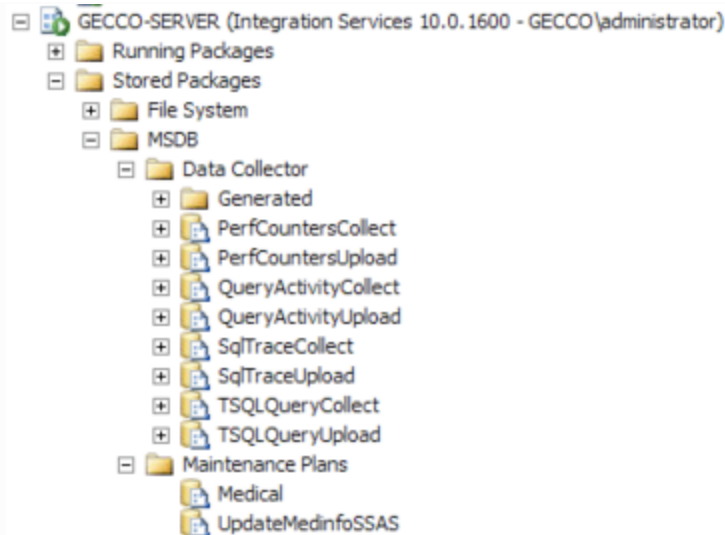 GECCO-SERVER (Integration Services 10.0.1600 - GECCO\administrator)
Running Packages
Stored Packages
File System
MSDB
Data Collector
Generated
PerfCountersCollect
PerfCountersUpload
QueryActivityCollect
QueryActivityUpload
SqlTraceCollect
SqlTraceUpload
TSQLQueryCollect
TSQLQueryUpload
Maintenance Plans
Medical
UpdateMedinfoSSAS